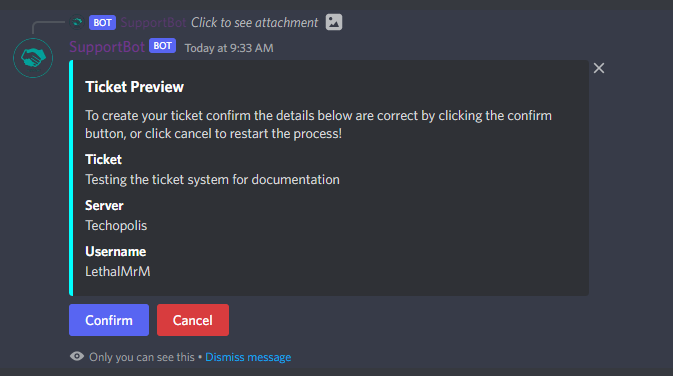 BOT SupportBot Click to see attachment
SupportBot BOT Today at 9:33 AM
Ticket Preview
To create your ticket confirm the details below are correct by clicking the confirm
button, or click cancel to restart the process!
Ticket
Testing the ticket system for documentation
Server
Techopolis
Username
LethalMrM
Confirm Cancel
Only you can see this • Dismiss message